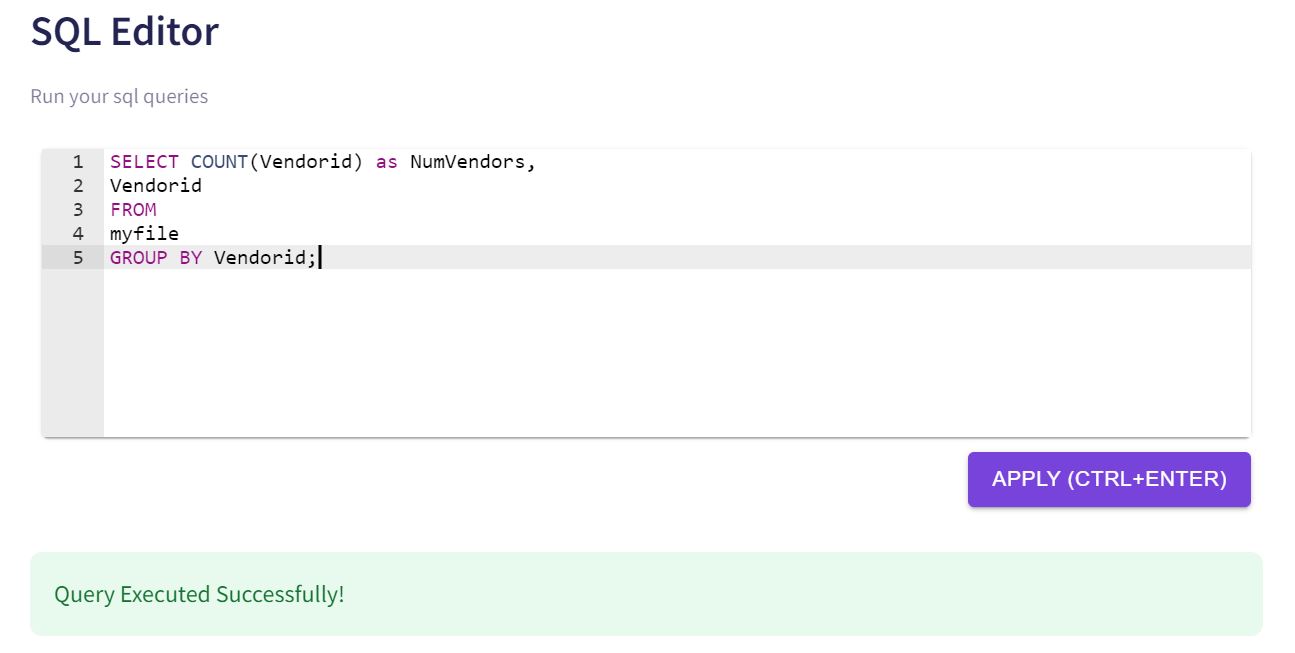 SQL Editor
Run your sql queries
1 SELECT COUNT(Vendorid) as NumVendors,
2 Vendorid
3 FROM
4 myfile
5 GROUP BY Vendorid;
APPLY (CTRL+ENTER)
Query Executed Successfully!